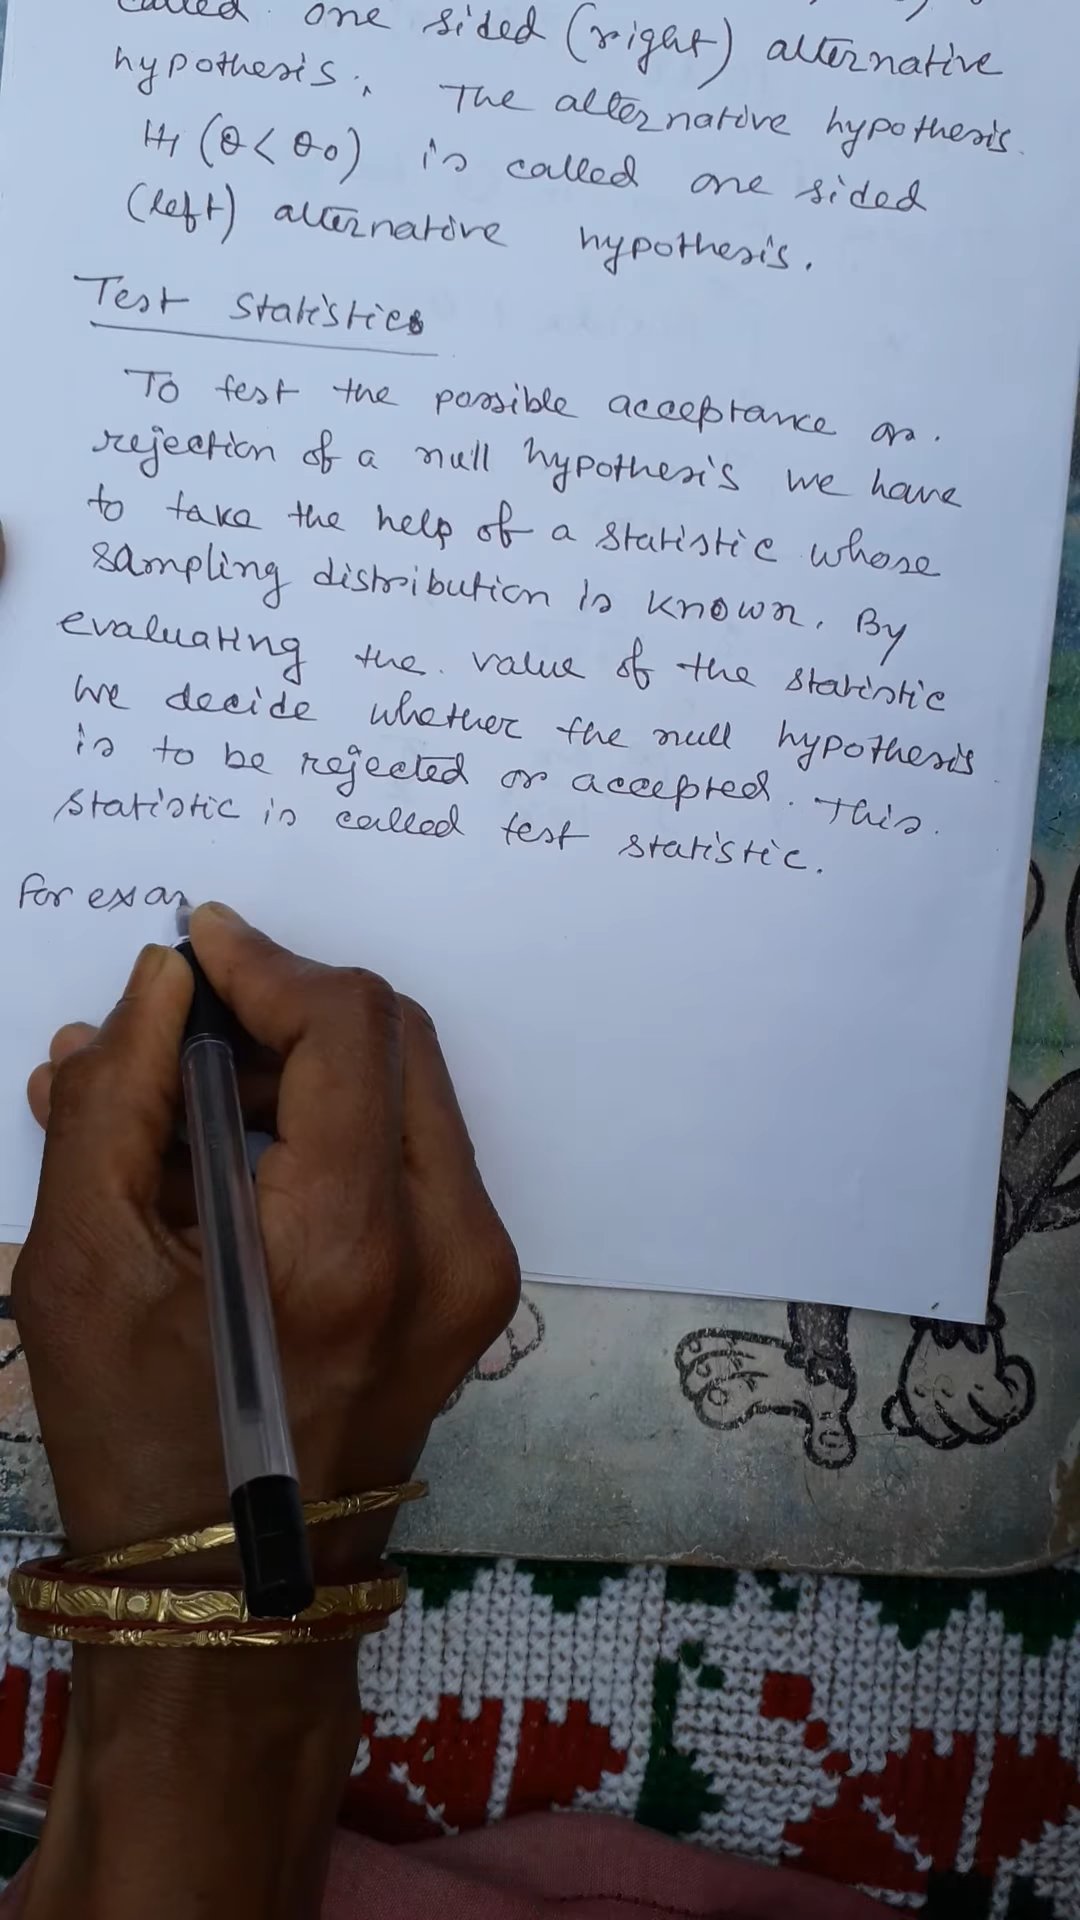 called one sided (right) alternative
hypothesis. The alternative hypothesis.
H1 (θ < θ0) is called one sided
(left) alternative hypothesis.
Test Statistics
To test the possible acceptance or.
rejection of a null hypothesis we have
to take the help of a statistic whose
sampling distribution is known. By
evaluating the value of the statistic
we decide whether the null hypothesis
is to be rejected or accepted. This.
statistic is called test statistic.
For exam